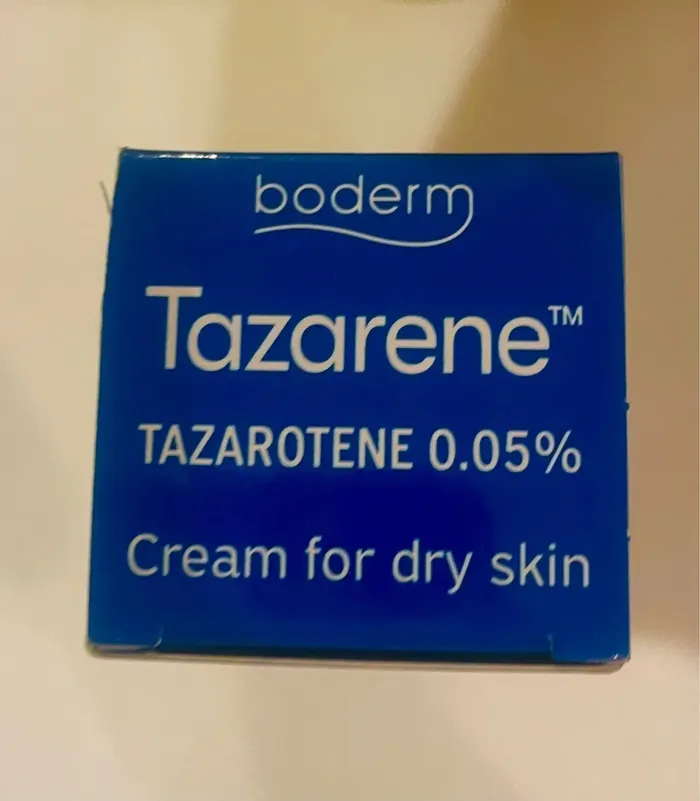 boderm
Tazarene™
TAZAROTENE 0.05%
Cream for dry skin